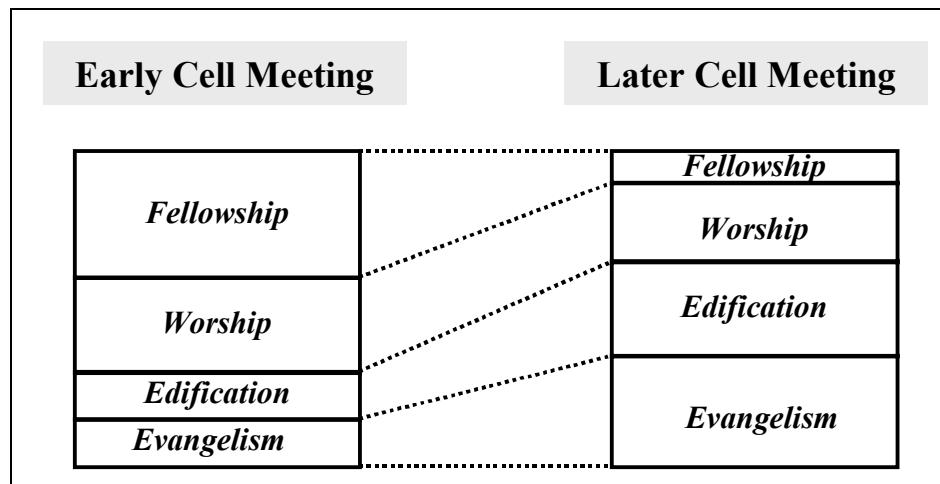 Early Cell Meeting
Later Cell Meeting
Fellowship
Worship
Edification
Evangelism
Fellowship
Worship
Edification
Evangelism